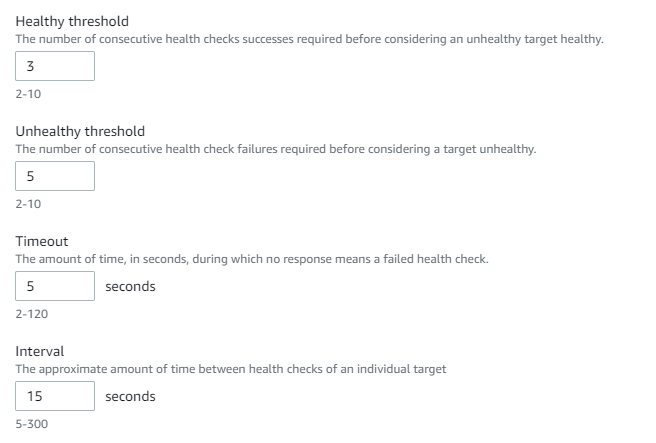 Healthy threshold
The number of consecutive health checks successes required before considering an unhealthy target healthy.
3
2-10
Unhealthy threshold
The number of consecutive health check failures required before considering a target unhealthy.
5
2-10
Timeout
The amount of time, in seconds, during which no response means a failed health check.
5 seconds
2-120
Interval
The approximate amount of time between health checks of an individual target
15 seconds
5-300